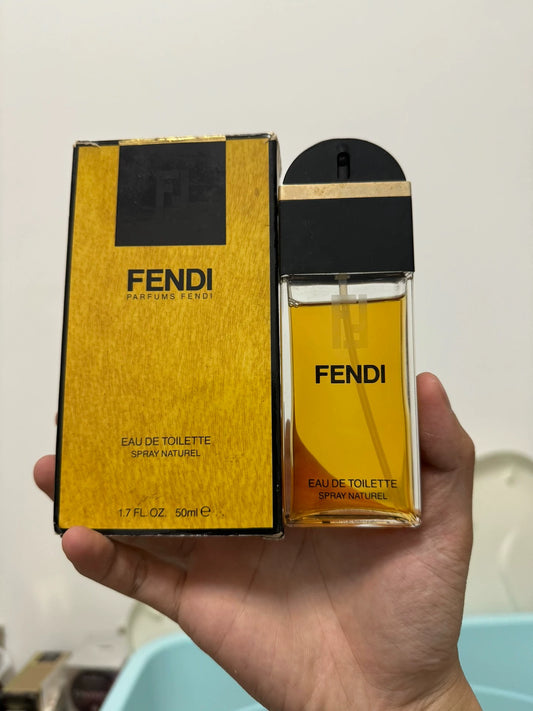 FENDI
PARFUMS FENDI
EAU DE TOILETTE
SPRAY NATUREL
1.7 FL. OZ. 50ml ℮
FENDI
EAU DE TOILETTE
SPRAY NATUREL